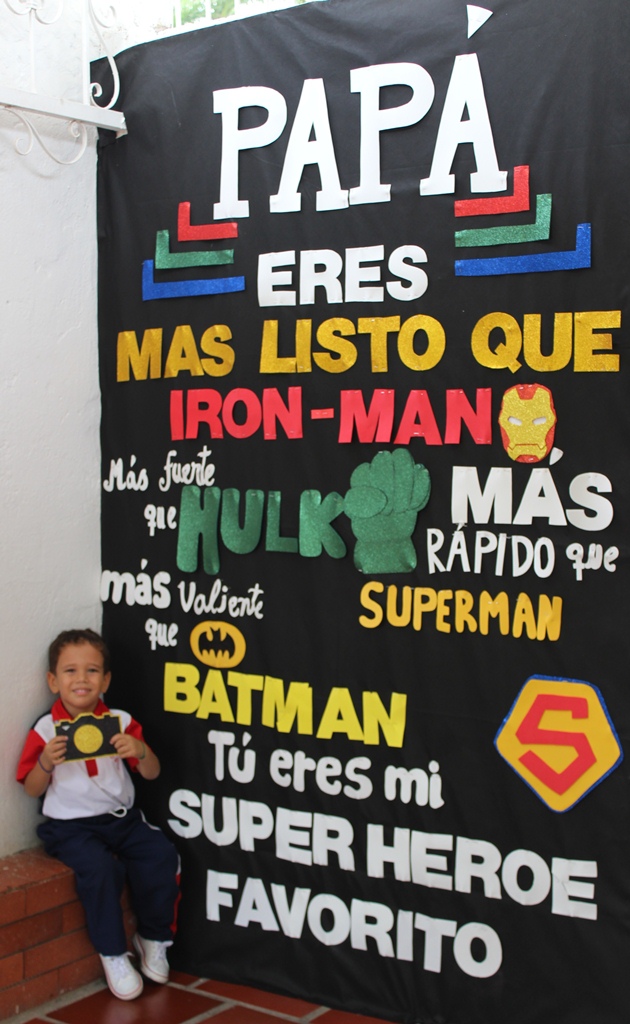 PAPÁ
ERES
MAS LISTO QUE
IRON-MAN
Más fuerte que
HULK
MÁS
RÁPIDO que
SUPERMAN
S
más valiente que
BATMAN
Tú eres mi
SUPER HEROE
FAVORITO